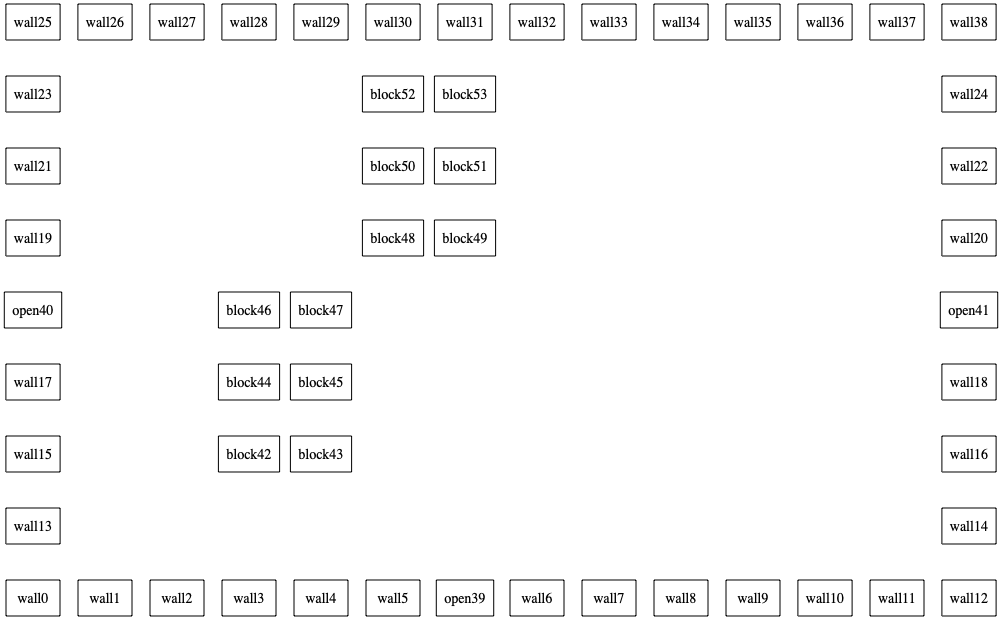 wall25 wall26 wall27 wall28 wall29 wall30 wall31 wall32 wall33 wall34 wall35 wall36 wall37 wall38
wall23 block52 block53 wall24
wall21 block50 block51 wall22
wall19 block48 block49 wall20
open40 block46 block47 open41
wall17 block44 block45 wall18
wall15 block42 block43 wall16
wall13 wall14
wall0 wall1 wall2 wall3 wall4 wall5 open39 wall6 wall7 wall8 wall9 wall10 wall11 wall12